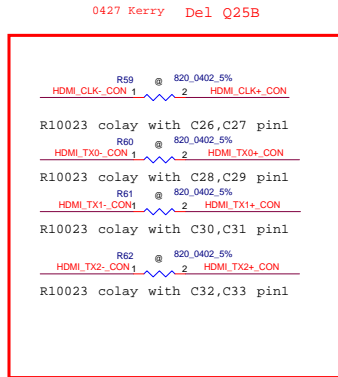 0427 Kerry Del Q25B
R59 @ 820_0402_5%
HDMI_CLK-_CON 1 2 HDMI_CLK+_CON
R10023 colay with C26,C27 pin1
R60 @ 820_0402_5%
HDMI_TX0-_CON 1 2 HDMI_TX0+_CON
R10023 colay with C28,C29 pin1
R61 @ 820_0402_5%
HDMI_TX1-_CON 1 2 HDMI_TX1+_CON
R10023 colay with C30,C31 pin1
R62 @ 820_0402_5%
HDMI_TX2-_CON 1 2 HDMI_TX2+_CON
R10023 colay with C32,C33 pin1